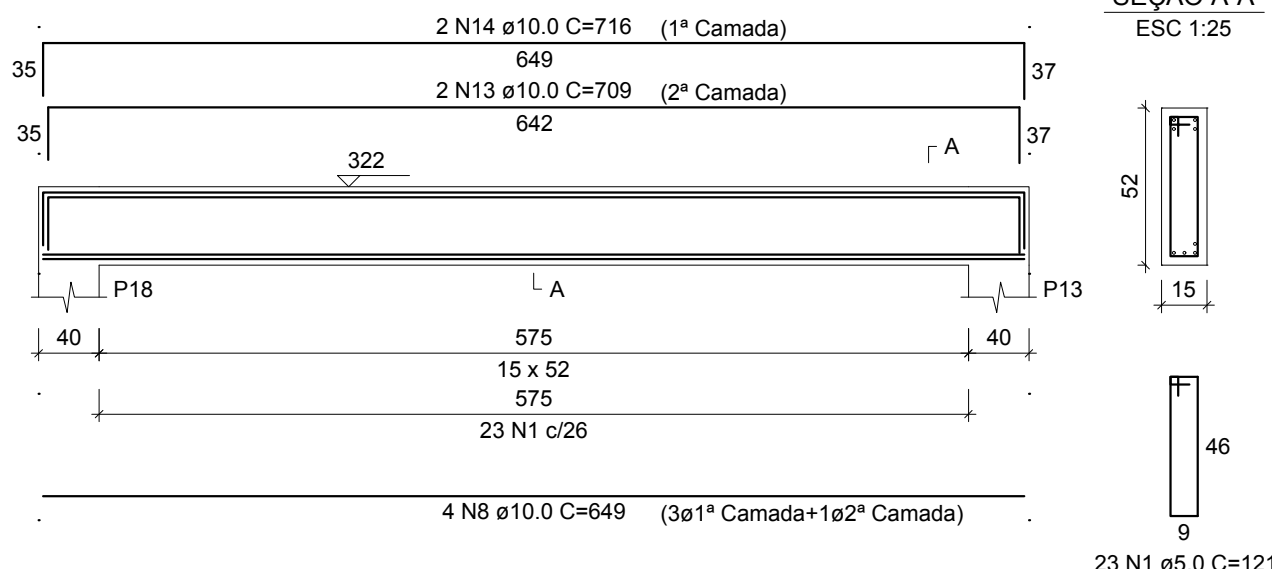 SEÇÃO A-A
ESC 1:25
2 N14 ø10.0 C=716 (1ª Camada)
35
649
37
2 N13 ø10.0 C=709 (2ª Camada)
35
642
37
A
322
52
15
P18
A
P13
40
575
40
15 x 52
575
23 N1 c/26
46
9
4 N8 ø10.0 C=649 (3ø1ª Camada+1ø2ª Camada)
23 N1 ø5.0 C=121